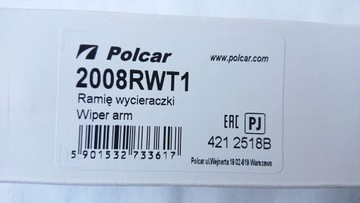 Polcar
www.polcar.com
2008RWT1
Ramię wycieraczki
Wiper arm
EAC PJ
421 2518B
5 901532 733617
Polcar ul.Wejnerta 19 02-619 Warszawa